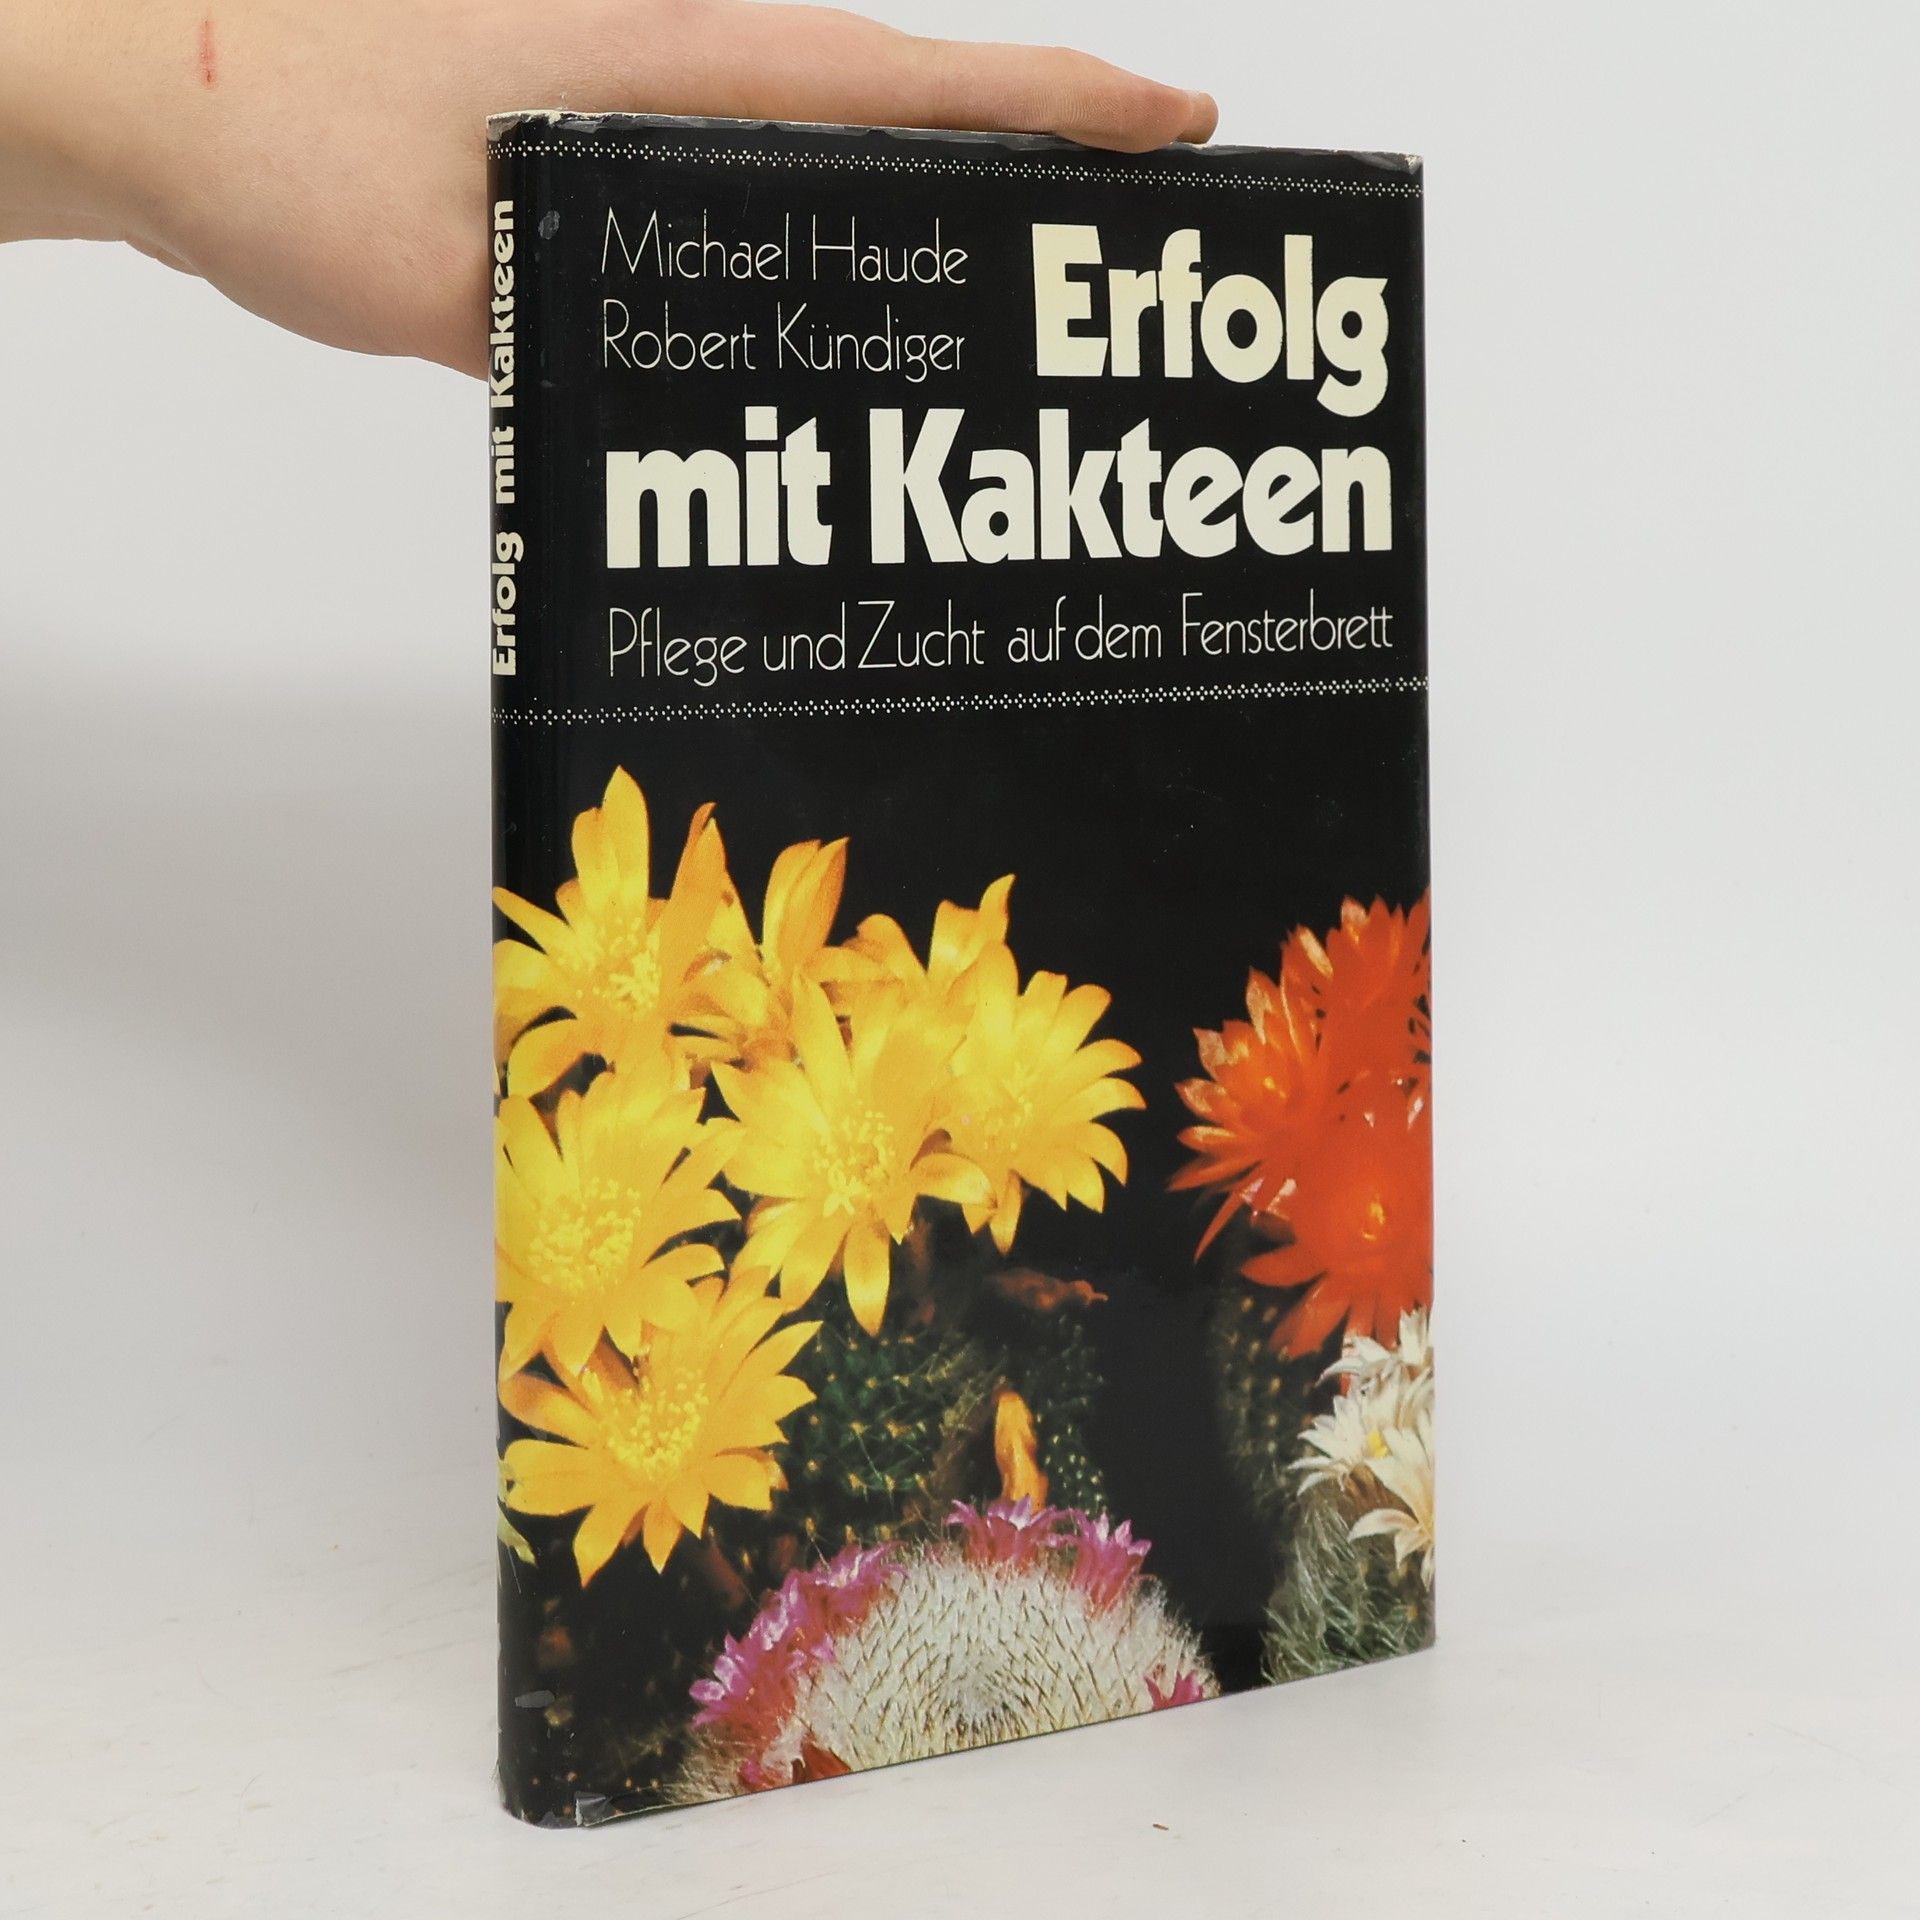 Erfolg mit Kakteen
Michael Haude
Robert Kündiger
Erfolg
mit Kakteen
Pflege und Zucht auf dem Fensterbrett